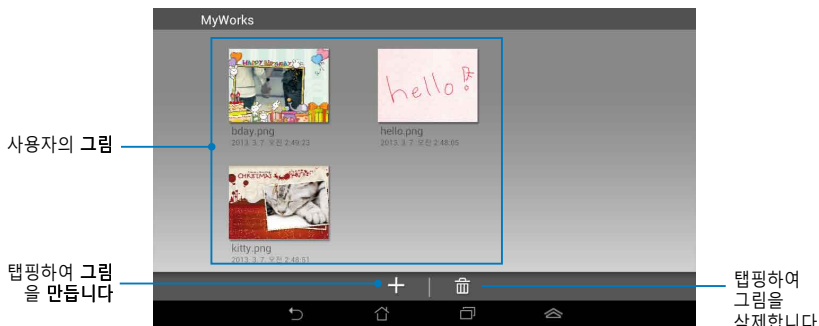 MyWorks
HAPPY BIRTHDAY
hello!
bday.png
2013. 3. 7. 오전 2:49:23
hello.png
2013. 3. 7. 오전 2:48:05
사용자의 그림
CHRISTMAS
kitty.png
2013. 3. 7. 오전 2:48:51
탭핑하여 그림
을 만듭니다
탭핑하여
그림을
삭제합니다